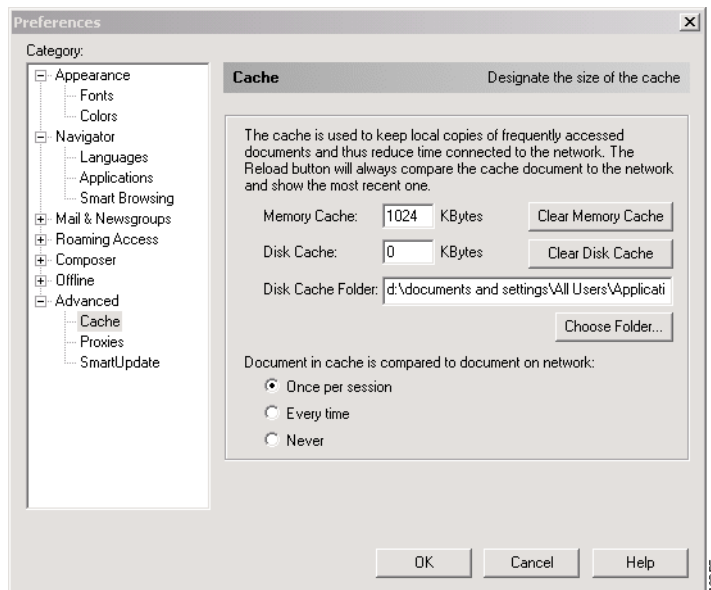 Preferences
Category:
Appearance
Fonts
Colors
Navigator
Languages
Applications
Smart Browsing
Mail & Newsgroups
Roaming Access
Composer
Offline
Advanced
Cache
Proxies
SmartUpdate
Cache
Designate the size of the cache
The cache is used to keep local copies of frequently accessed
documents and thus reduce time connected to the network. The
Reload button will always compare the cache document to the network
and show the most recent one.
Memory Cache: 1024 KBytes Clear Memory Cache
Disk Cache: 0 KBytes Clear Disk Cache
Disk Cache Folder: d:\documents and settings\All Users\Applicati
Choose Folder...
Document in cache is compared to document on network:
Once per session
Every time
Never
OK Cancel Help